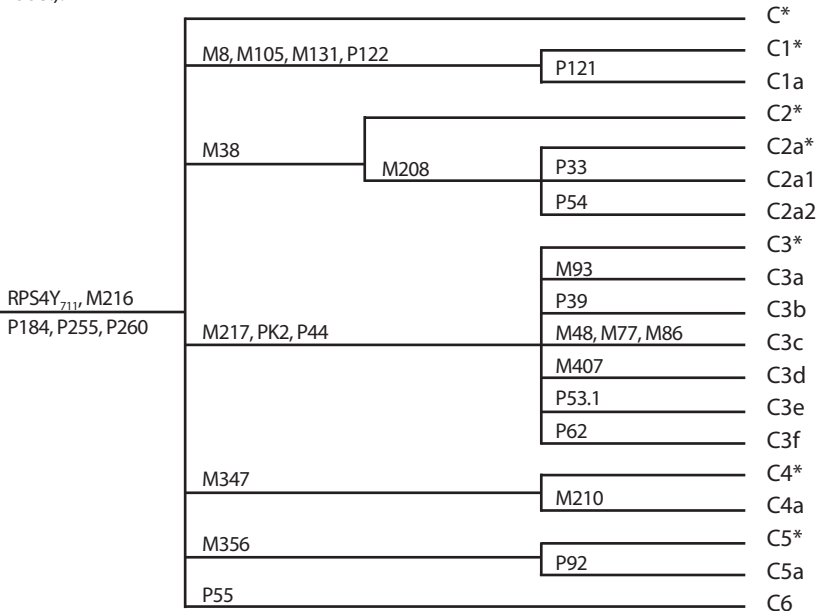 C*
M8, M105, M131, P122
C1*
P121
C1a
C2*
M38
C2a*
M208
P33
C2a1
P54
C2a2
C3*
M93
C3a
RPS4Y711, M216
P39
C3b
P184, P255, P260
M217, PK2, P44
M48, M77, M86
C3c
M407
C3d
P53.1
C3e
P62
C3f
M347
C4*
M210
C4a
M356
C5*
P92
C5a
P55
C6